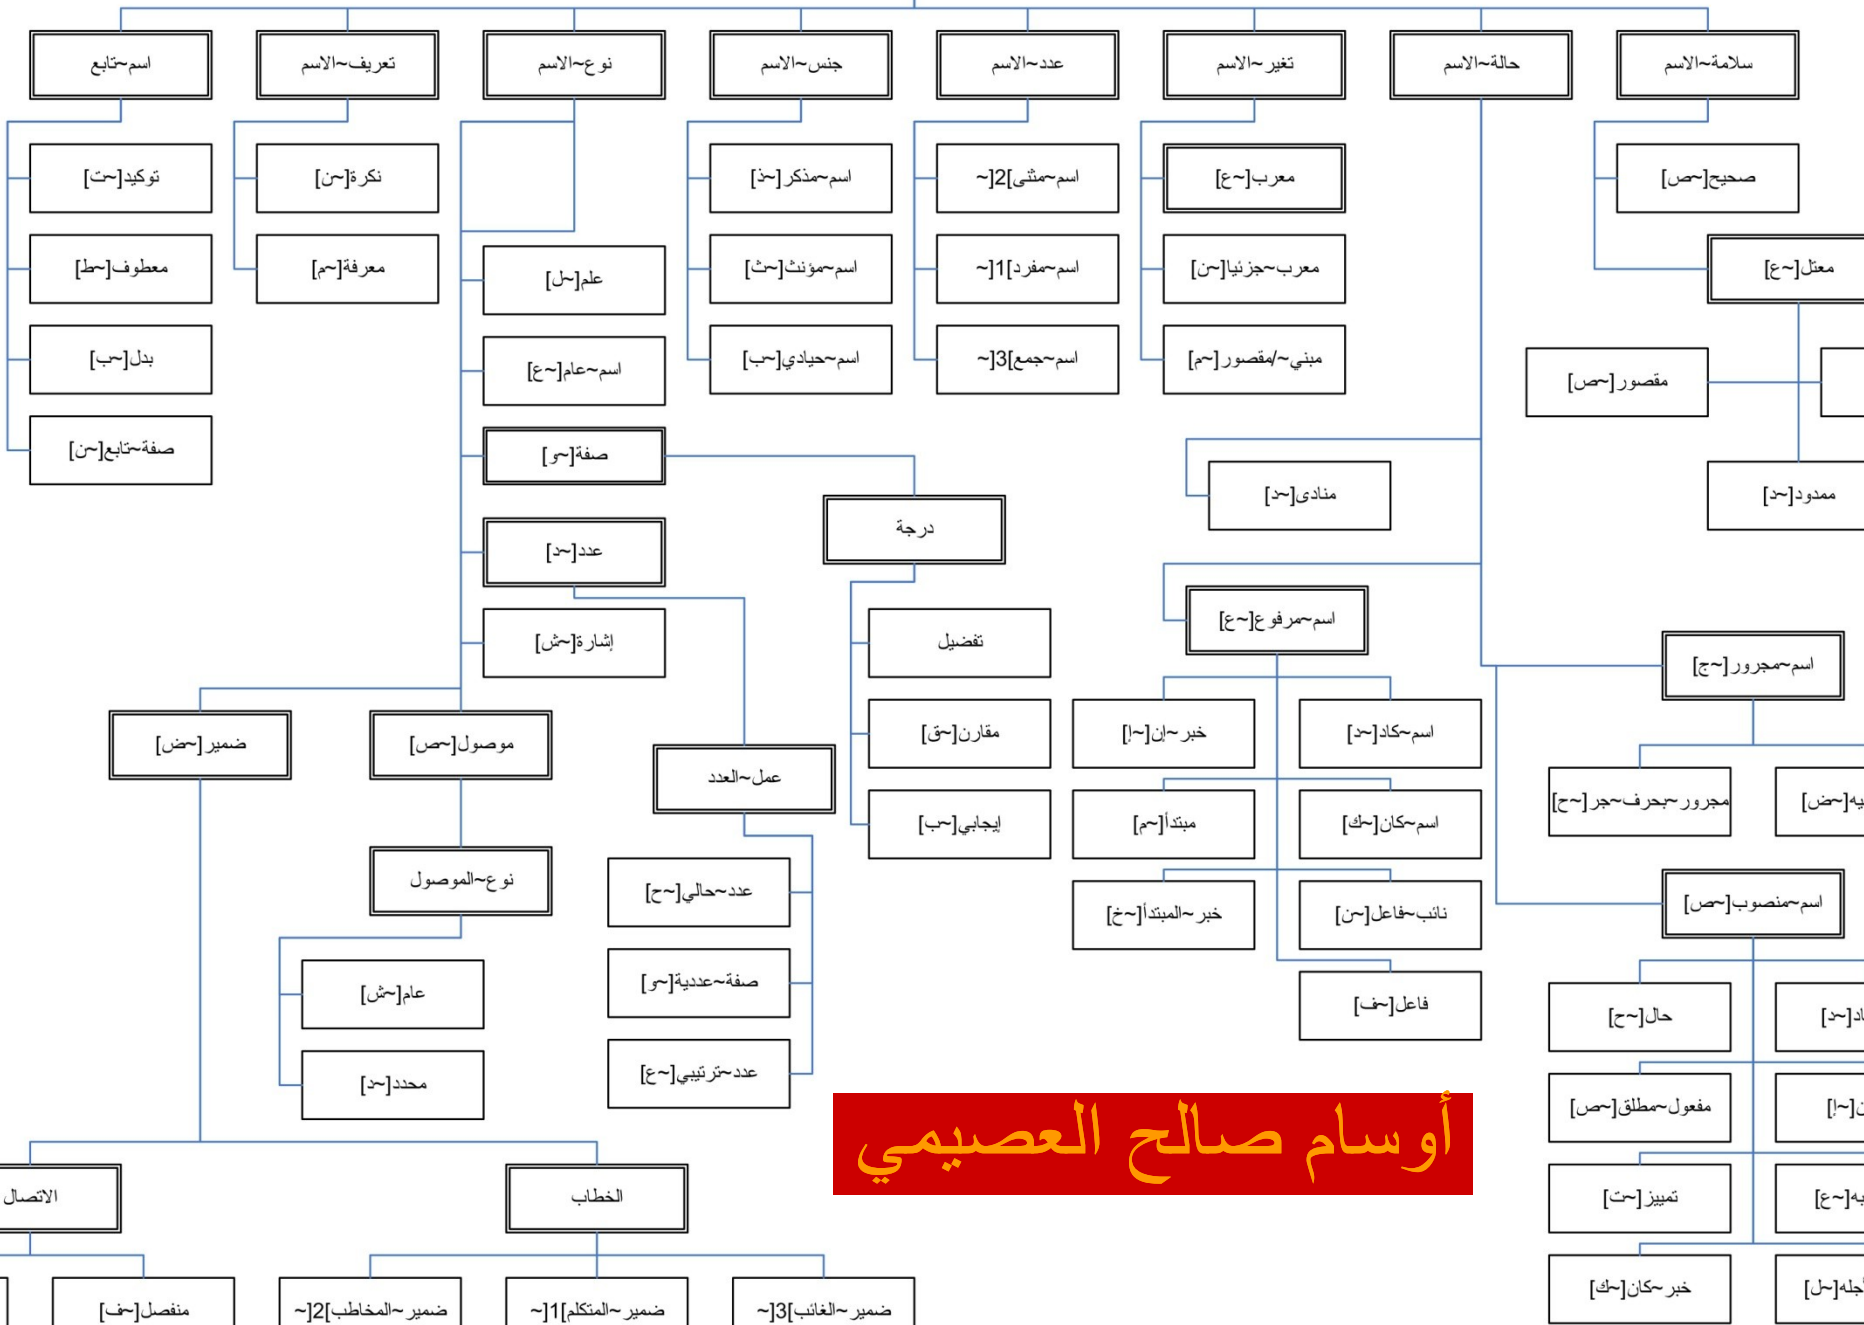 سلامة~الاسم
حالة~الاسم
تغير~الاسم
عدد~الاسم
جنس~الاسم
نوع~الاسم
تعريف~الاسم
اسم~تابع
صحيح[~ص]
معرب[~ع]
اسم~مثنى]2[~
اسم~مذكر[~ذ]
نكرة[~ن]
توكيد[~ت]
معتل[~ع]
معرب~جزئيا[~ن]
اسم~مفرد]1[~
اسم~مؤنث[~ث]
علم[~ل]
معرفة[~م]
معطوف[~ط]
مقصور[~ص]
مبني~/مقصور[~م]
اسم~جمع]3[~
اسم~حيادي[~ب]
اسم~عام[~ع]
بدل[~ب]
صفة[~و]
صفة~تابع[~ن]
ممدود[~د]
منادى[~د]
درجة
عدد[~د]
اسم~مرفوع[~ع]
تفضيل
إشارة[~ش]
اسم~مجرور[~ج]
اسم~كاد[~د]
خبر~إن[~إ]
مقارن[~ق]
موصول[~ص]
ضمير[~ض]
عمل~العدد
مجرور~بحرف~جر[~ح]
اسم~كان[~ك]
مبتدأ[~م]
إيجابي[~ب]
نوع~الموصول
اسم~منصوب[~ص]
نائب~فاعل[~ن]
خبر~المبتدأ[~خ]
عدد~حالي[~ح]
فاعل[~ف]
صفة~عددية[~و]
عام[~ش]
حال[~ح]
عدد~ترتيبي[~ع]
محدد[~د]
مفعول~مطلق[~ص]
أوسام صالح العصيمي
تمييز[~ت]
الخطاب
الاتصال
خبر~كان[~ك]
ضمير~الغائب]3[~
ضمير~المتكلم]1[~
ضمير~المخاطب]2[~
منفصل[~ف]